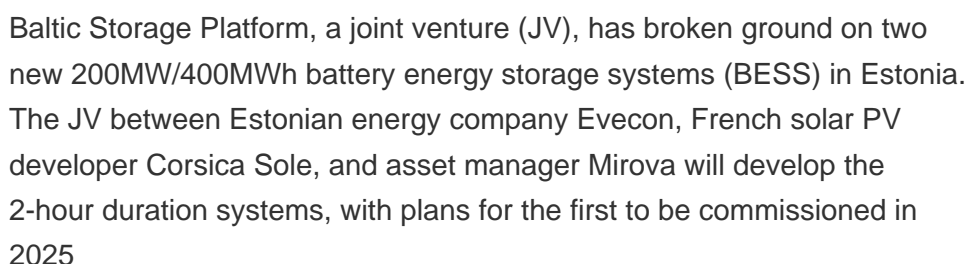 Baltic Storage Platform, a joint venture (JV), has broken ground on two
new 200MW/400MWh battery energy storage systems (BESS) in Estonia.
The JV between Estonian energy company Evecon, French solar PV
developer Corsica Sole, and asset manager Mirova will develop the
2-hour duration systems, with plans for the first to be commissioned in
2025